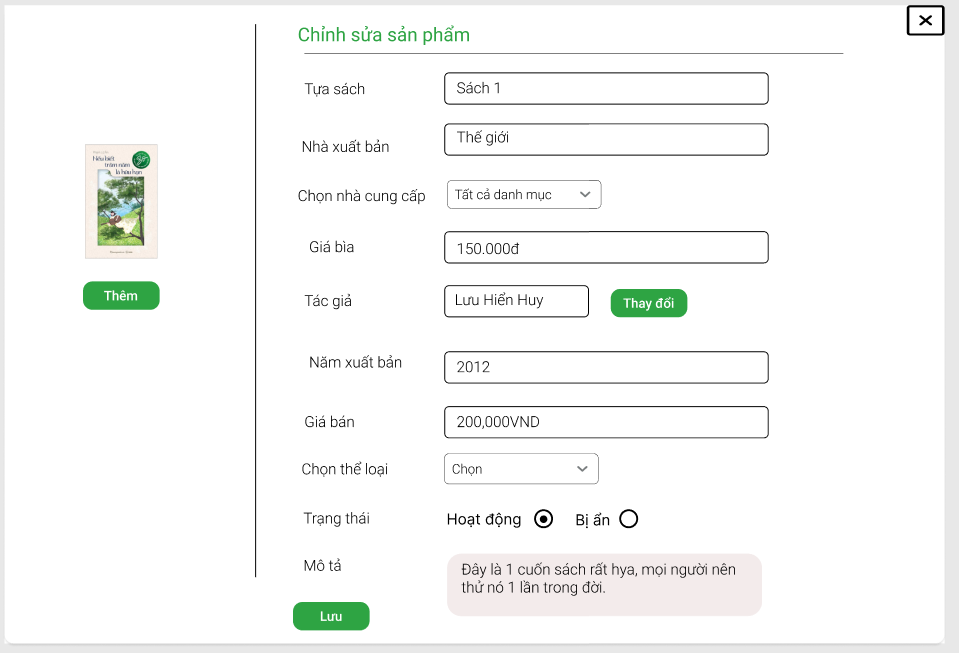 Chỉnh sửa sản phẩm
Tựa sách
Sách 1
Nhà xuất bản
Thế giới
Chọn nhà cung cấp
Tất cả danh mục
Giá bìa
150.000đ
Tác giả
Lưu Hiển Huy
Thay đổi
Năm xuất bản
2012
Giá bán
200,000VND
Chọn thể loại
Chọn
Trạng thái
Hoạt động
Bị ẩn
Mô tả
Đây là 1 cuốn sách rất hya, mọi người nên
thử nó 1 lần trong đời.
Lưu
Nếu biết
trăm năm
là hữu hạn
Thêm